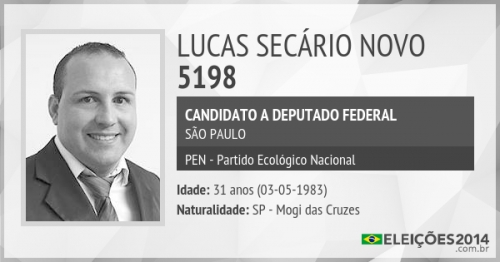 LUCAS SECÁRIO NOVO
5198
CANDIDATO A DEPUTADO FEDERAL
SÃO PAULO
PEN - Partido Ecológico Nacional
Idade: 31 anos (03-05-1983)
Naturalidade: SP - Mogi das Cruzes
ELEIÇÕES2014
.com.br